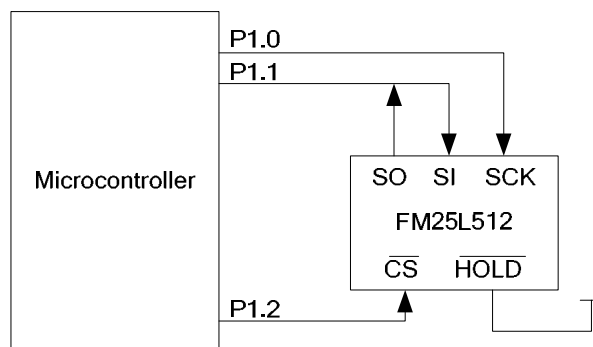 P1.0
P1.1
Microcontroller
SO SI SCK
FM25L512
CS HOLD
P1.2